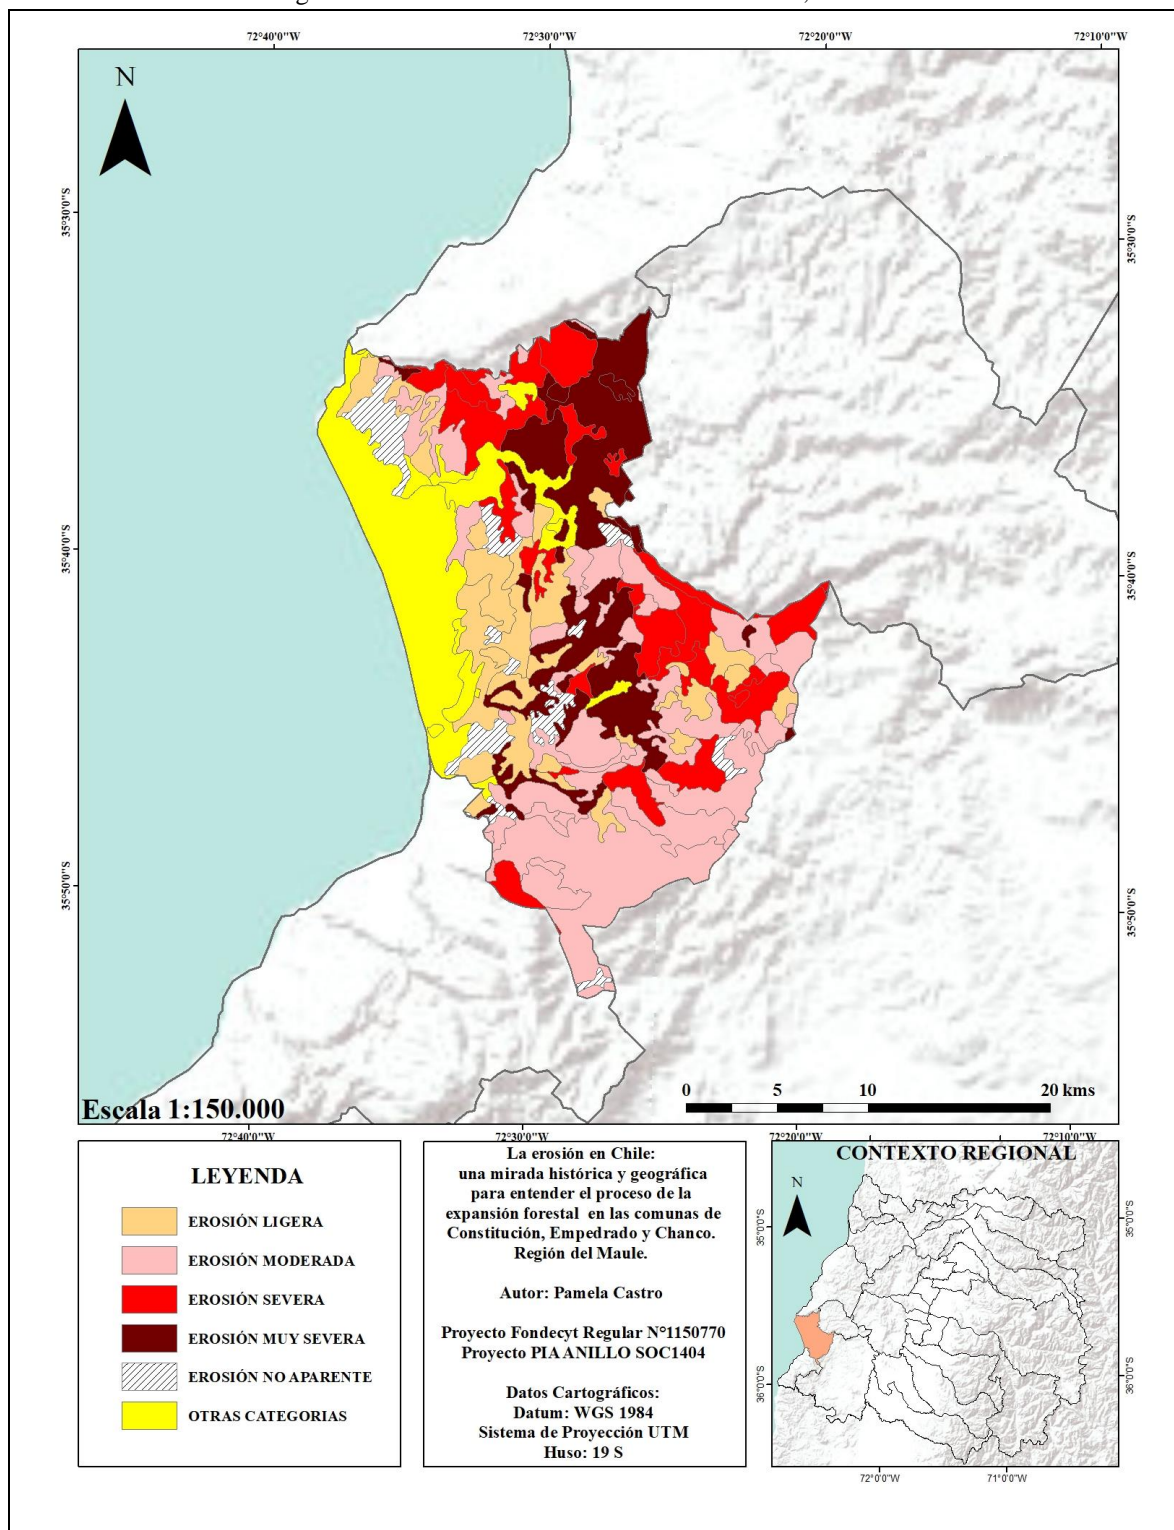 72°40'0"W 72°30'0"W 72°20'0"W 72°10'0"W
N
35°30'0"S
35°30'0"S
35°40'0"S
35°40'0"S
35°50'0"S
35°50'0"S
0 5 10 20 kms
Escala 1:150.000
72°40'0"W 72°30'0"W 72°20'0"W 72°10'0"W
LEYENDA
EROSIÓN LIGERA
EROSIÓN MODERADA
EROSIÓN SEVERA
EROSIÓN MUY SEVERA
EROSIÓN NO APARENTE
OTRAS CATEGORIAS
La erosión en Chile:
una mirada histórica y geográfica
para entender el proceso de la
expansión forestal en las comunas de
Constitución, Empedrado y Chanco.
Región del Maule.
Autor: Pamela Castro
Proyecto Fondecyt Regular N°1150770
Proyecto PIA ANILLO SOC1404
Datos Cartográficos:
Datum: WGS 1984
Sistema de Proyección UTM
Huso: 19 S
CONTEXTO REGIONAL
N
35°0'0"S
35°0'0"S
36°0'0"S
36°0'0"S
72°0'0"W 71°0'0"W